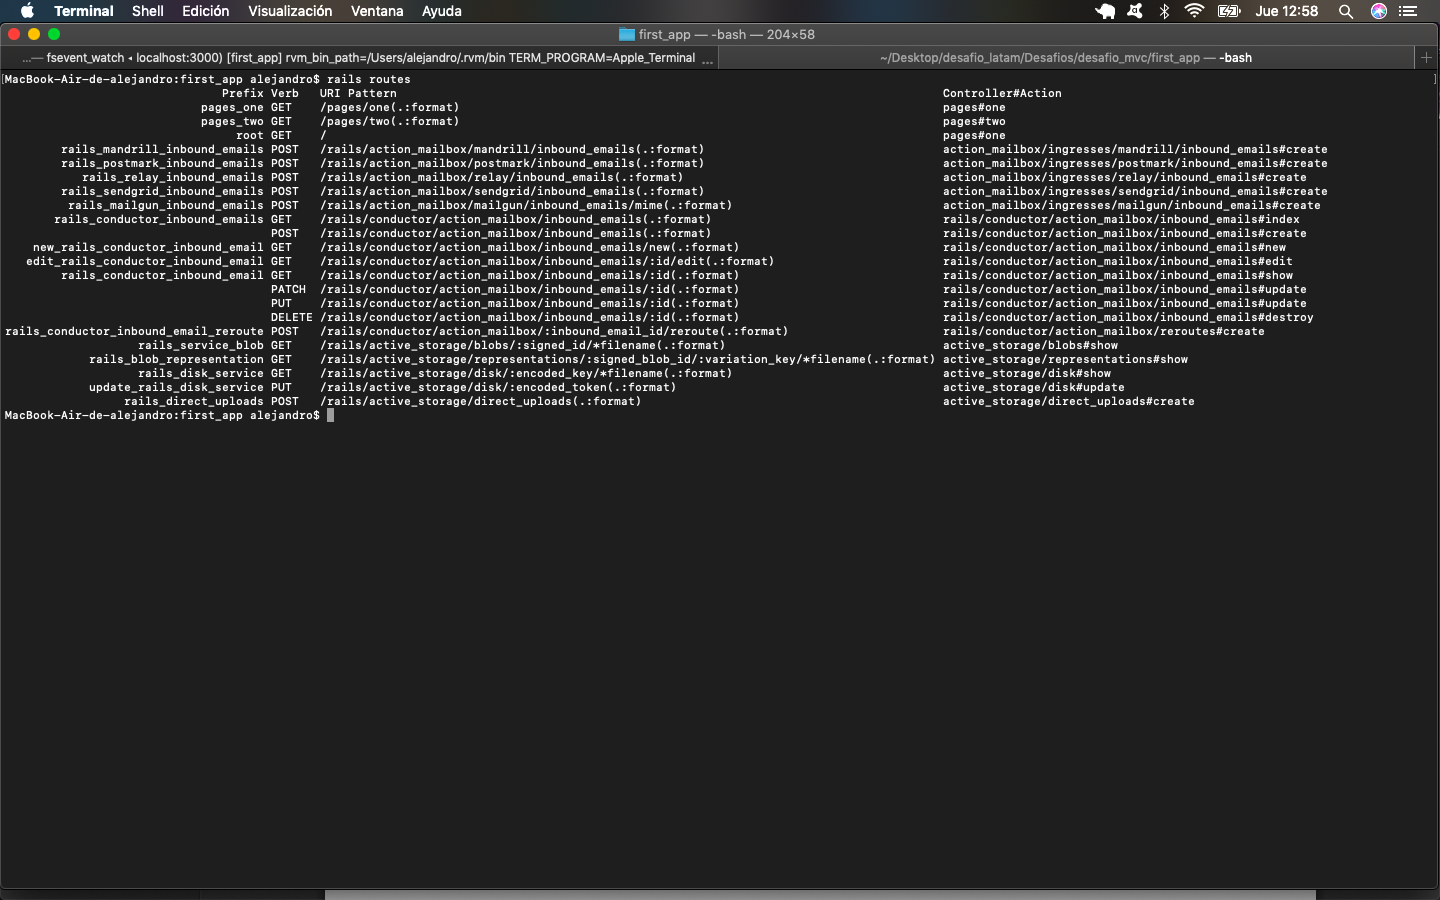 Terminal Shell Edición Visualización Ventana Ayuda Jue 12:58
first_app — -bash — 204×58
...— fsevent_watch ◂ localhost:3000) [first_app] rvm_bin_path=/Users/alejandro/.rvm/bin TERM_PROGRAM=Apple_Terminal ... ~/Desktop/desafio_latam/Desafios/desafio_mvc/first_app — -bash +
[MacBook-Air-de-alejandro:first_app alejandro$ rails routes ]
Prefix Verb URI Pattern Controller#Action
pages_one GET /pages/one(.:format) pages#one
pages_two GET /pages/two(.:format) pages#two
root GET / pages#one
rails_mandrill_inbound_emails POST /rails/action_mailbox/mandrill/inbound_emails(.:format) action_mailbox/ingresses/mandrill/inbound_emails#create
rails_postmark_inbound_emails POST /rails/action_mailbox/postmark/inbound_emails(.:format) action_mailbox/ingresses/postmark/inbound_emails#create
rails_relay_inbound_emails POST /rails/action_mailbox/relay/inbound_emails(.:format) action_mailbox/ingresses/relay/inbound_emails#create
rails_sendgrid_inbound_emails POST /rails/action_mailbox/sendgrid/inbound_emails(.:format) action_mailbox/ingresses/sendgrid/inbound_emails#create
rails_mailgun_inbound_emails POST /rails/action_mailbox/mailgun/inbound_emails/mime(.:format) action_mailbox/ingresses/mailgun/inbound_emails#create
rails_conductor_inbound_emails GET /rails/conductor/action_mailbox/inbound_emails(.:format) rails/conductor/action_mailbox/inbound_emails#index
POST /rails/conductor/action_mailbox/inbound_emails(.:format) rails/conductor/action_mailbox/inbound_emails#create
new_rails_conductor_inbound_email GET /rails/conductor/action_mailbox/inbound_emails/new(.:format) rails/conductor/action_mailbox/inbound_emails#new
edit_rails_conductor_inbound_email GET /rails/conductor/action_mailbox/inbound_emails/:id/edit(.:format) rails/conductor/action_mailbox/inbound_emails#edit
rails_conductor_inbound_email GET /rails/conductor/action_mailbox/inbound_emails/:id(.:format) rails/conductor/action_mailbox/inbound_emails#show
PATCH /rails/conductor/action_mailbox/inbound_emails/:id(.:format) rails/conductor/action_mailbox/inbound_emails#update
PUT /rails/conductor/action_mailbox/inbound_emails/:id(.:format) rails/conductor/action_mailbox/inbound_emails#update
DELETE /rails/conductor/action_mailbox/inbound_emails/:id(.:format) rails/conductor/action_mailbox/inbound_emails#destroy
rails_conductor_inbound_email_reroute POST /rails/conductor/action_mailbox/:inbound_email_id/reroute(.:format) rails/conductor/action_mailbox/reroutes#create
rails_service_blob GET /rails/active_storage/blobs/:signed_id/*filename(.:format) active_storage/blobs#show
rails_blob_representation GET /rails/active_storage/representations/:signed_blob_id/:variation_key/*filename(.:format) active_storage/representations#show
rails_disk_service GET /rails/active_storage/disk/:encoded_key/*filename(.:format) active_storage/disk#show
update_rails_disk_service PUT /rails/active_storage/disk/:encoded_token(.:format) active_storage/disk#update
rails_direct_uploads POST /rails/active_storage/direct_uploads(.:format) active_storage/direct_uploads#create
MacBook-Air-de-alejandro:first_app alejandro$